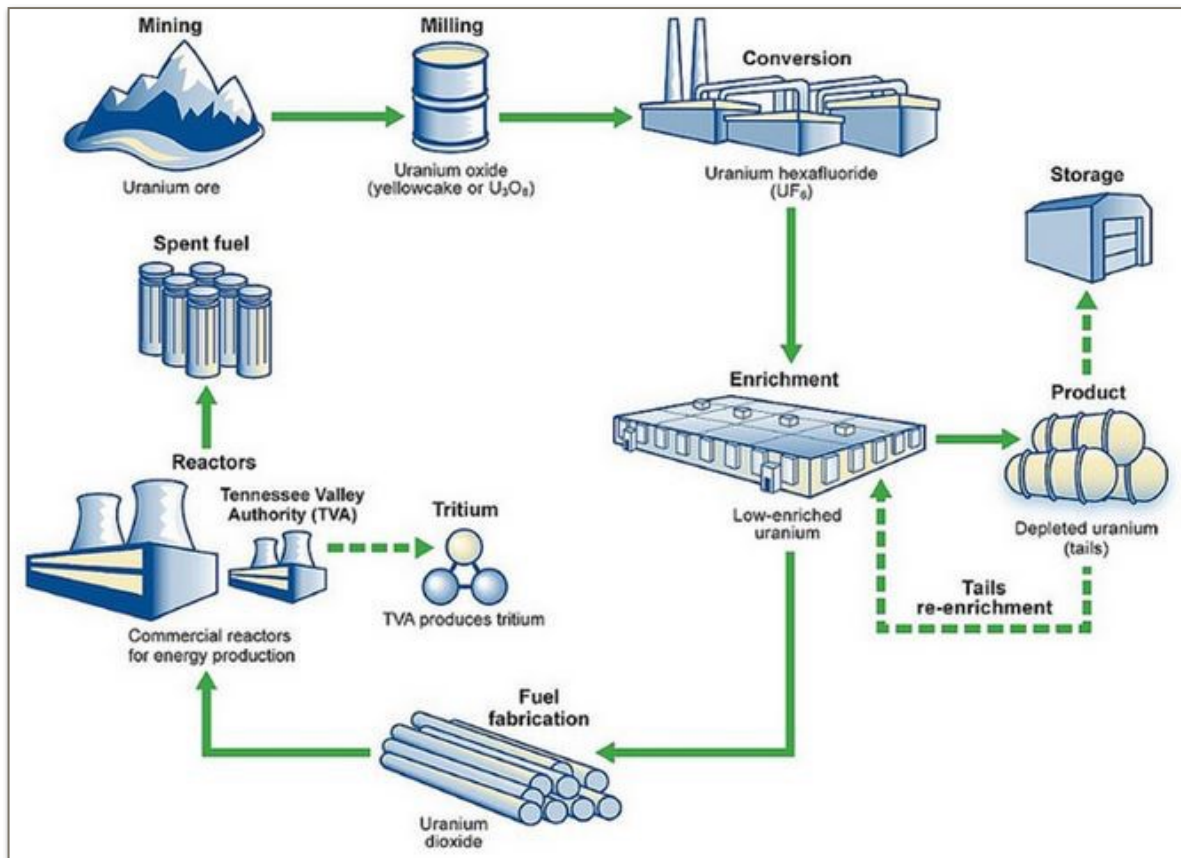 Mining
Uranium ore
Milling
Uranium oxide
(yellowcake or U₃O₈)
Conversion
Uranium hexafluoride
(UF₆)
Storage
Spent fuel
Enrichment
Low-enriched
uranium
Product
Depleted uranium
(tails)
Tails
re-enrichment
Reactors
Tennessee Valley
Authority (TVA)
Tritium
TVA produces tritium
Commercial reactors
for energy production
Fuel
fabrication
Uranium
dioxide